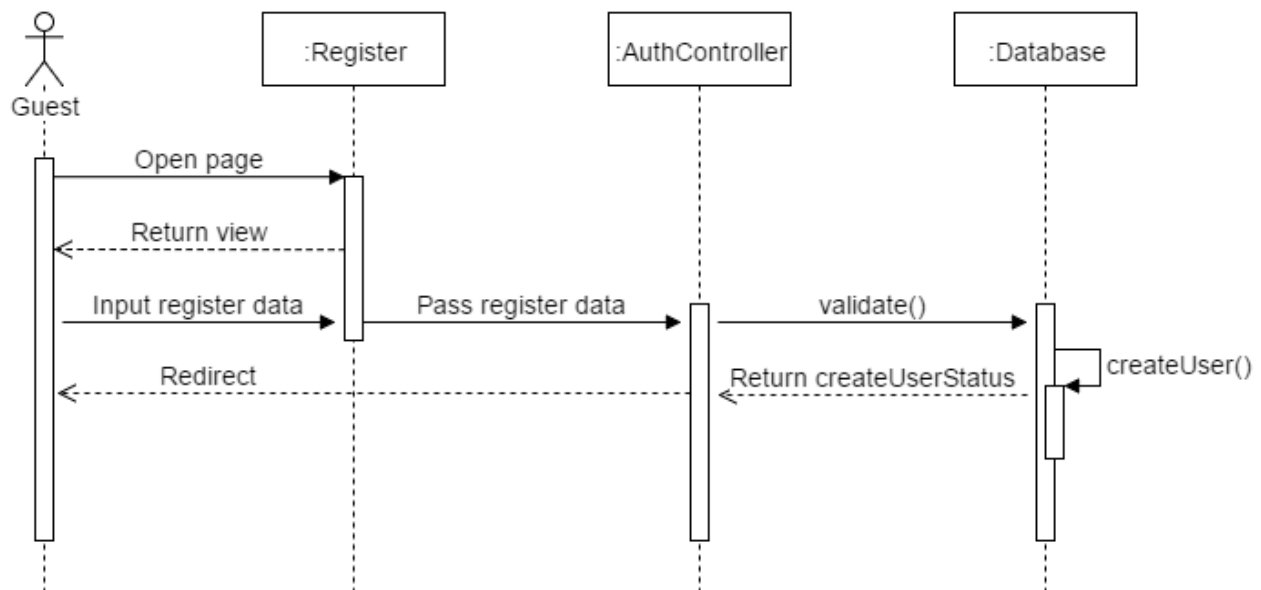 :Register
:AuthController
:Database
Guest
Open page
Return view
Input register data
Pass register data
validate()
createUser()
Redirect
Return createUserStatus